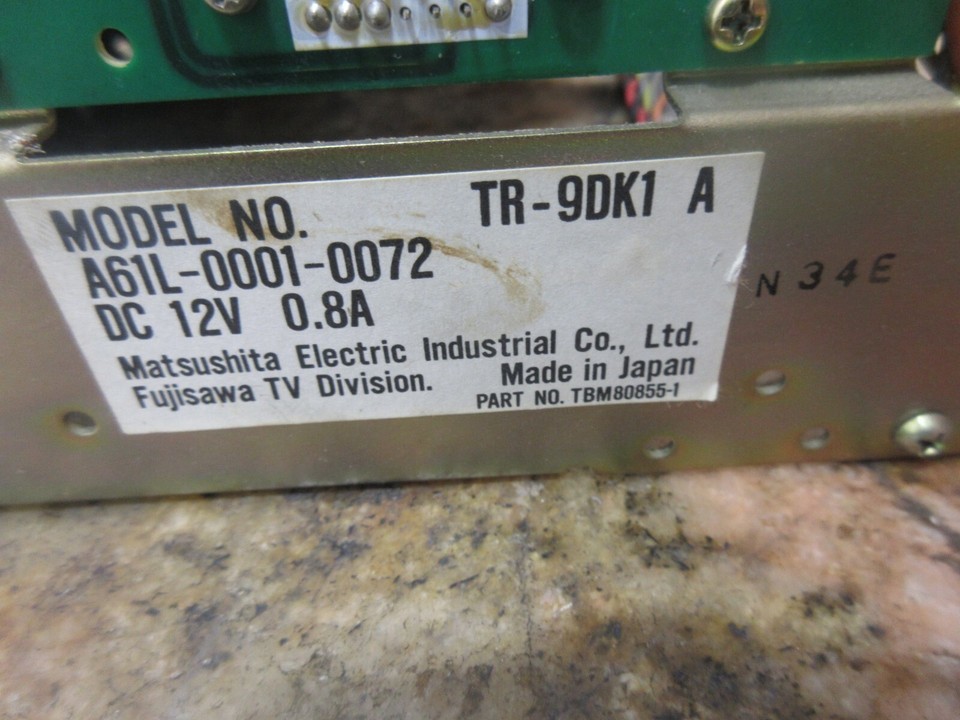 MODEL NO. TR-9DK1 A
A61L-0001-0072
DC 12V 0.8A
Matsushita Electric Industrial Co., Ltd.
Fujisawa TV Division. Made in Japan
PART NO. TBM80855-1
N 34E